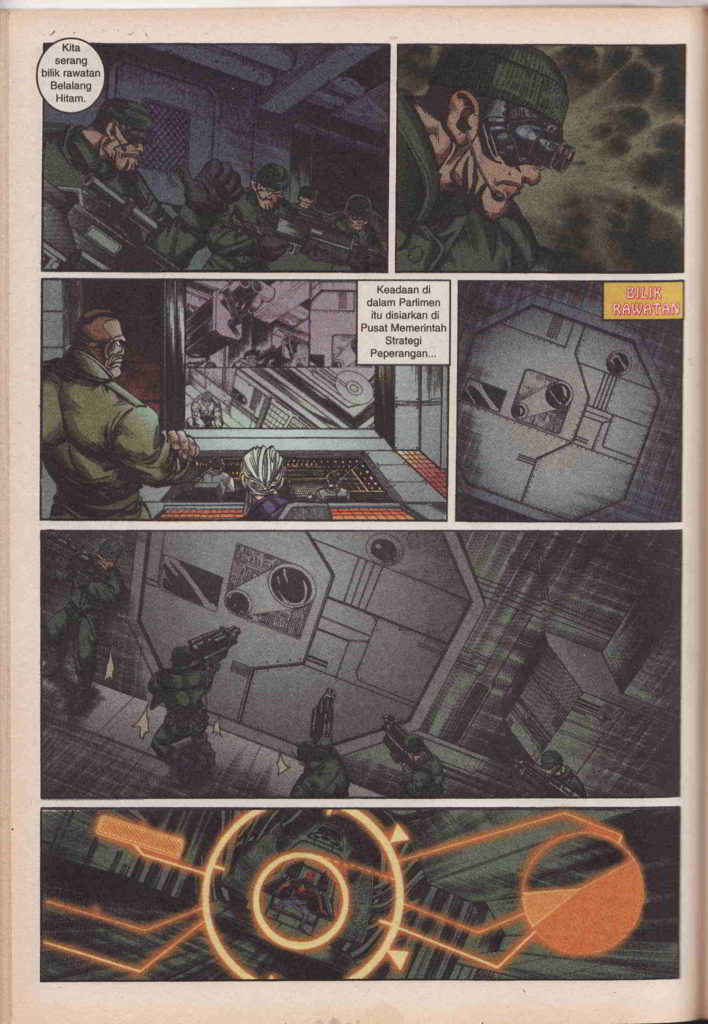 Kita
serang
bilik rawatan
Belalang
Hitam.
Keadaan di
dalam Parlimen
itu disiarkan di
Pusat Memerintah
Strategi
Peperangan...
BILIK
RAWATAN